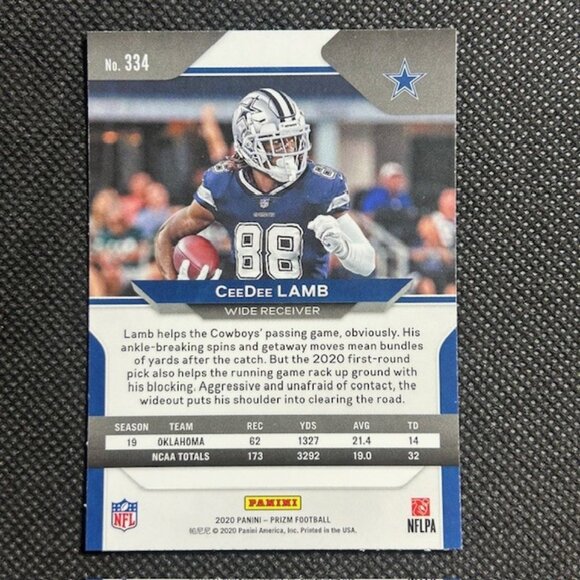 No. 334
88
CeeDee LAMB
WIDE RECEIVER
Lamb helps the Cowboys' passing game, obviously. His
ankle-breaking spins and getaway moves mean bundles
of yards after the catch. But the 2020 first-round
pick also helps the running game rack up ground with
his blocking. Aggressive and unafraid of contact, the
wideout puts his shoulder into clearing the road.
SEASON TEAM REC YDS AVG TD
19 OKLAHOMA 62 1327 21.4 14
NCAA TOTALS 173 3292 19.0 32
NFL
PANINI
NFLPA
2020 PANINI – PRIZM FOOTBALL
帕尼尼 © 2020 Panini America, Inc. Printed in the USA.